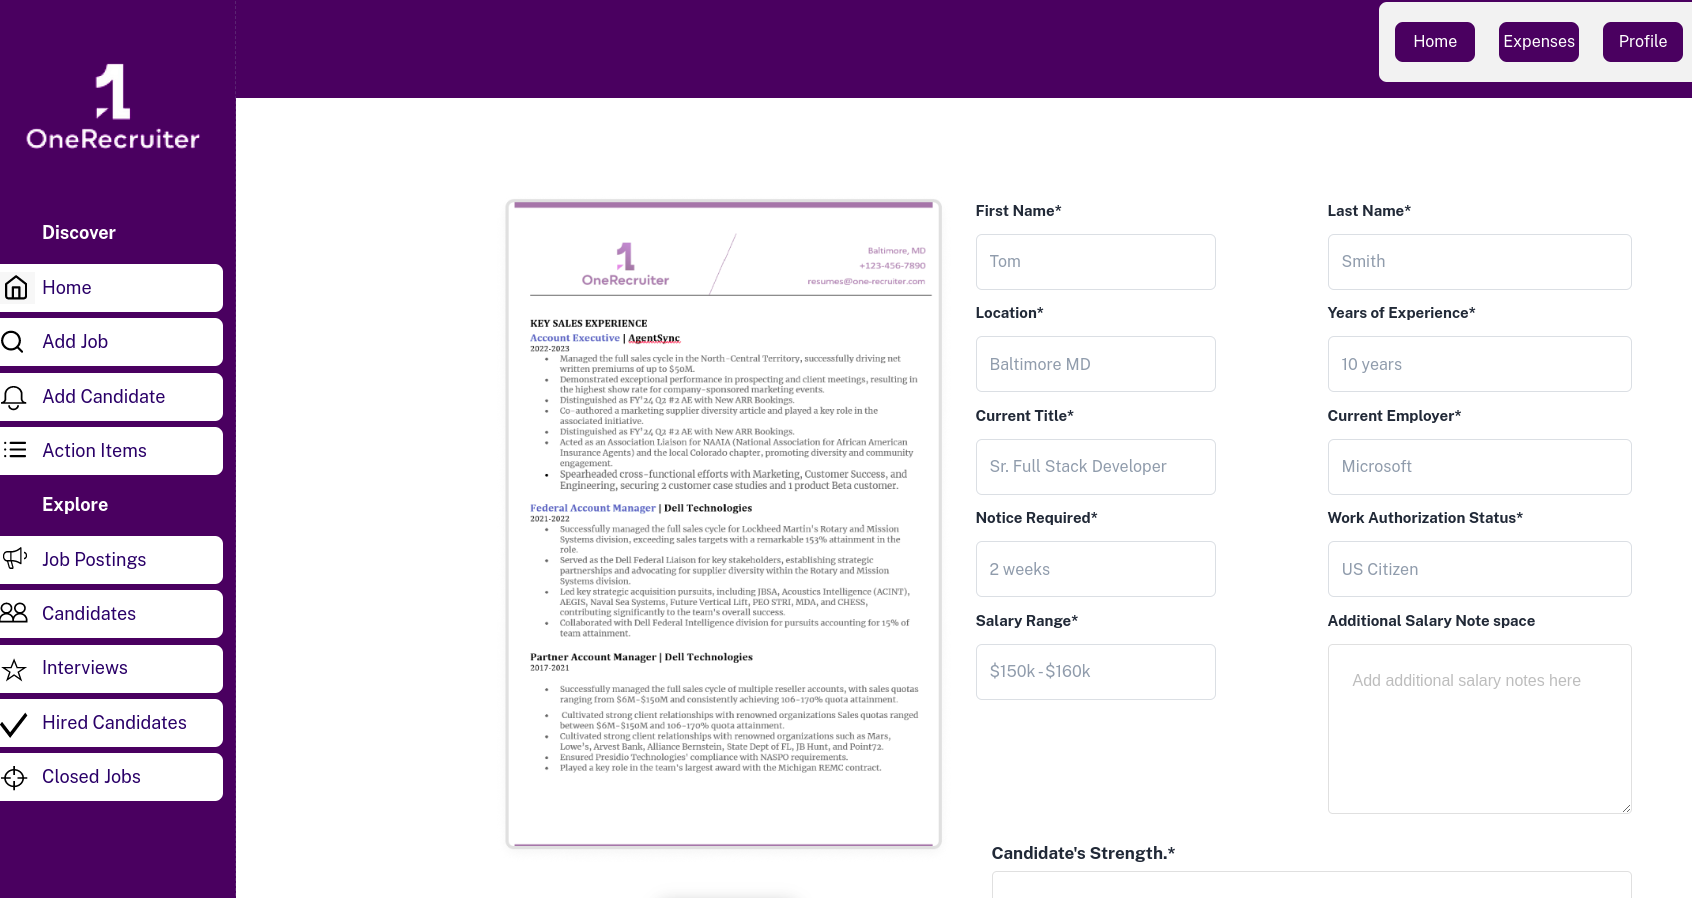 Home
Expenses
Profile
1
OneRecruiter
Discover
Home
Add Job
Add Candidate
Action Items
Explore
Job Postings
Candidates
Interviews
Hired Candidates
Closed Jobs
1
OneRecruiter
Baltimore, MD
+123-456-7890
resumes@one-recruiter.com
KEY SALES EXPERIENCE
Account Executive | AgentSync
2022-2023
• Managed the full sales cycle in the North-Central Territory, successfully driving net
written premiums of up to $50M.
• Demonstrated exceptional performance in prospecting and client meetings, resulting in
the highest show rate for company-sponsored marketing events.
• Distinguished as FY'24 Q2 #2 AE with New ARR Bookings.
• Co-authored a marketing supplier diversity article and played a key role in the
associated initiative.
• Distinguished as FY'24 Q2 #2 AE with New ARR Bookings.
• Acted as an Association Liaison for NAAIA (National Association for African American
Insurance Agents) and the local Colorado chapter, promoting diversity and community
engagement.
• Spearheaded cross-functional efforts with Marketing, Customer Success, and
Engineering, securing 2 customer case studies and 1 product Beta customer.
Federal Account Manager | Dell Technologies
2021-2022
• Successfully managed the full sales cycle for Lockheed Martin's Rotary and Mission
Systems division, exceeding sales targets with a remarkable 153% attainment in the
role.
• Served as the Dell Federal Liaison for key stakeholders, establishing strategic
partnerships and advocating for supplier diversity within the Rotary and Mission
Systems division.
• Led key strategic acquisition pursuits, including JBSA, Acoustics Intelligence (ACINT),
AEGIS, Naval Sea Systems, Future Vertical Lift, PEO STRI, MDA, and CHESS,
contributing significantly to the team's overall success.
• Collaborated with Dell Federal Intelligence division for pursuits accounting for 15% of
team attainment.
Partner Account Manager | Dell Technologies
2017-2021
• Successfully managed the full sales cycle of multiple reseller accounts, with sales quotas
ranging from $6M-$150M and consistently achieving 106-170% quota attainment.
• Cultivated strong client relationships with renowned organizations Sales quotas ranged
between $6M-$150M and 106-170% quota attainment.
• Cultivated strong client relationships with renowned organizations such as Mars,
Lowe's, Arvest Bank, Alliance Bernstein, State Dept of FL, JB Hunt, and Point72.
• Ensured Presidio Technologies' compliance with NASPO requirements.
• Played a key role in the team's largest award with the Michigan REMC contract.
First Name*
Last Name*
Tom
Smith
Location*
Years of Experience*
Baltimore MD
10 years
Current Title*
Current Employer*
Sr. Full Stack Developer
Microsoft
Notice Required*
Work Authorization Status*
2 weeks
US Citizen
Salary Range*
Additional Salary Note space
$150k - $160k
Add additional salary notes here
Candidate's Strength.*